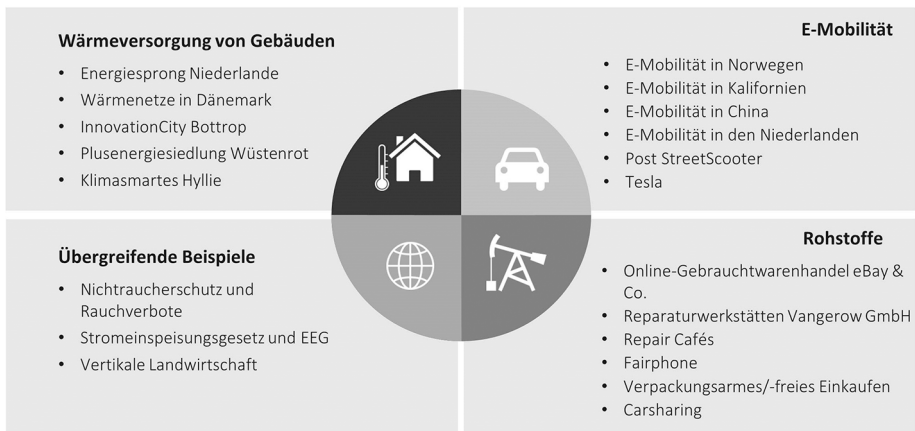 Wärmeversorgung von Gebäuden
• Energiesprong Niederlande
• Wärmenetze in Dänemark
• InnovationCity Bottrop
• Plusenergiesiedlung Wüstenrot
• Klimasmartes Hyllie
E-Mobilität
• E-Mobilität in Norwegen
• E-Mobilität in Kalifornien
• E-Mobilität in China
• E-Mobilität in den Niederlanden
• Post StreetScooter
• Tesla
Übergreifende Beispiele
• Nichtraucherschutz und
Rauchverbote
• Stromeinspeisungsgesetz und EEG
• Vertikale Landwirtschaft
Rohstoffe
• Online-Gebrauchtwarenhandel eBay &
Co.
• Reparaturwerkstätten Vangerow GmbH
• Repair Cafés
• Fairphone
• Verpackungsarmes/-freies Einkaufen
• Carsharing